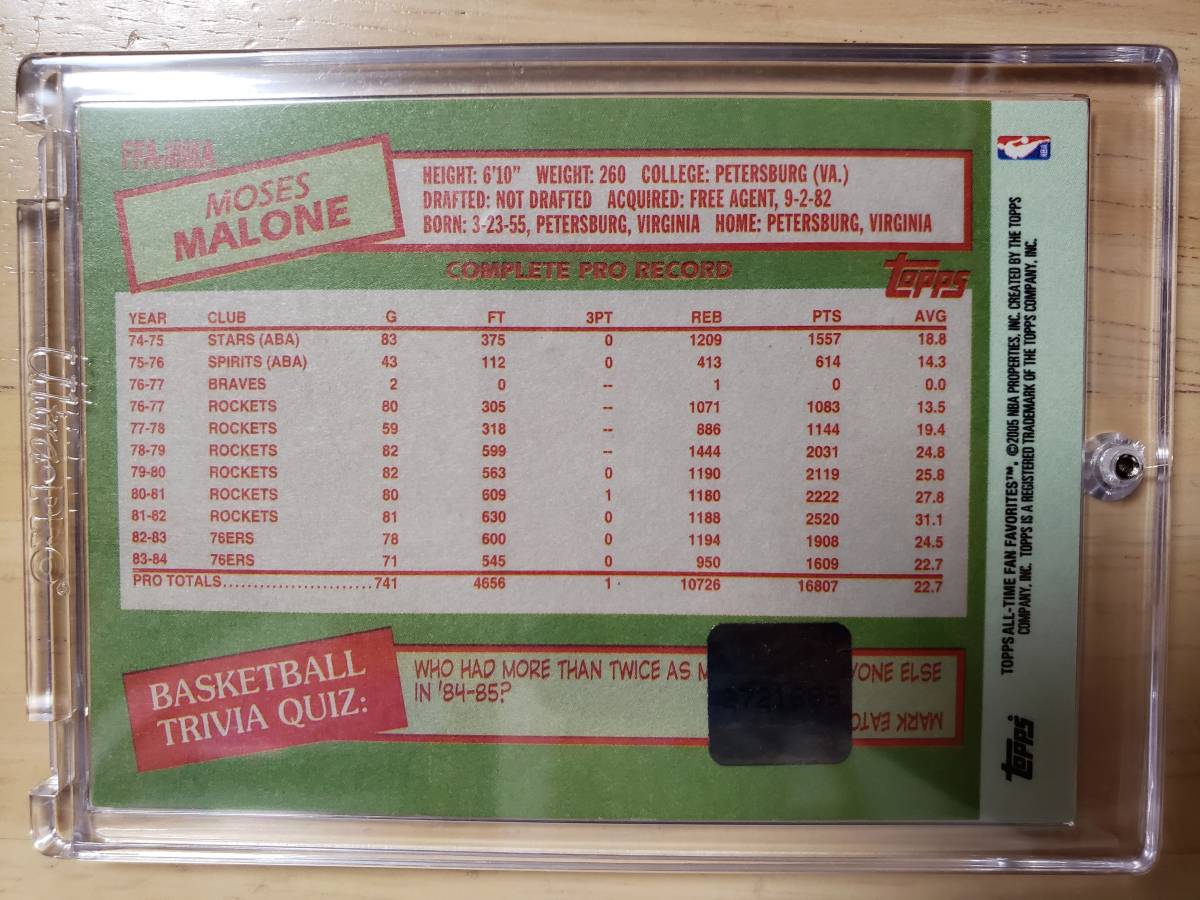 FFA-MMA
MOSES
MALONE
HEIGHT: 6'10" WEIGHT: 260 COLLEGE: PETERSBURG (VA.)
DRAFTED: NOT DRAFTED ACQUIRED: FREE AGENT, 9-2-82
BORN: 3-23-55, PETERSBURG, VIRGINIA HOME: PETERSBURG, VIRGINIA
COMPLETE PRO RECORD
Topps
YEAR CLUB G FT 3PT REB PTS AVG
74-75 STARS (ABA) 83 375 0 1209 1557 18.8
75-76 SPIRITS (ABA) 43 112 0 413 614 14.3
76-77 BRAVES 2 0 -- 1 0 0.0
76-77 ROCKETS 80 305 -- 1071 1083 13.5
77-78 ROCKETS 59 318 -- 886 1144 19.4
78-79 ROCKETS 82 599 -- 1444 2031 24.8
79-80 ROCKETS 82 563 0 1190 2119 25.8
80-81 ROCKETS 80 609 1 1180 2222 27.8
81-82 ROCKETS 81 630 0 1188 2520 31.1
82-83 76ERS 78 600 0 1194 1908 24.5
83-84 76ERS 71 545 0 950 1609 22.7
PRO TOTALS........................741 4656 1 10726 16807 22.7
BASKETBALL
TRIVIA QUIZ:
WHO HAD MORE THAN TWICE AS ELSE
IN '84-85?
MARK
NBA
TOPPS ALL-TIME FAN FAVORITES™. ©2005 NBA PROPERTIES, INC. CREATED BY THE TOPPS
COMPANY, INC. TOPPS IS A REGISTERED TRADEMARK OF THE TOPPS COMPANY, INC.
Topps
Ultra PRO